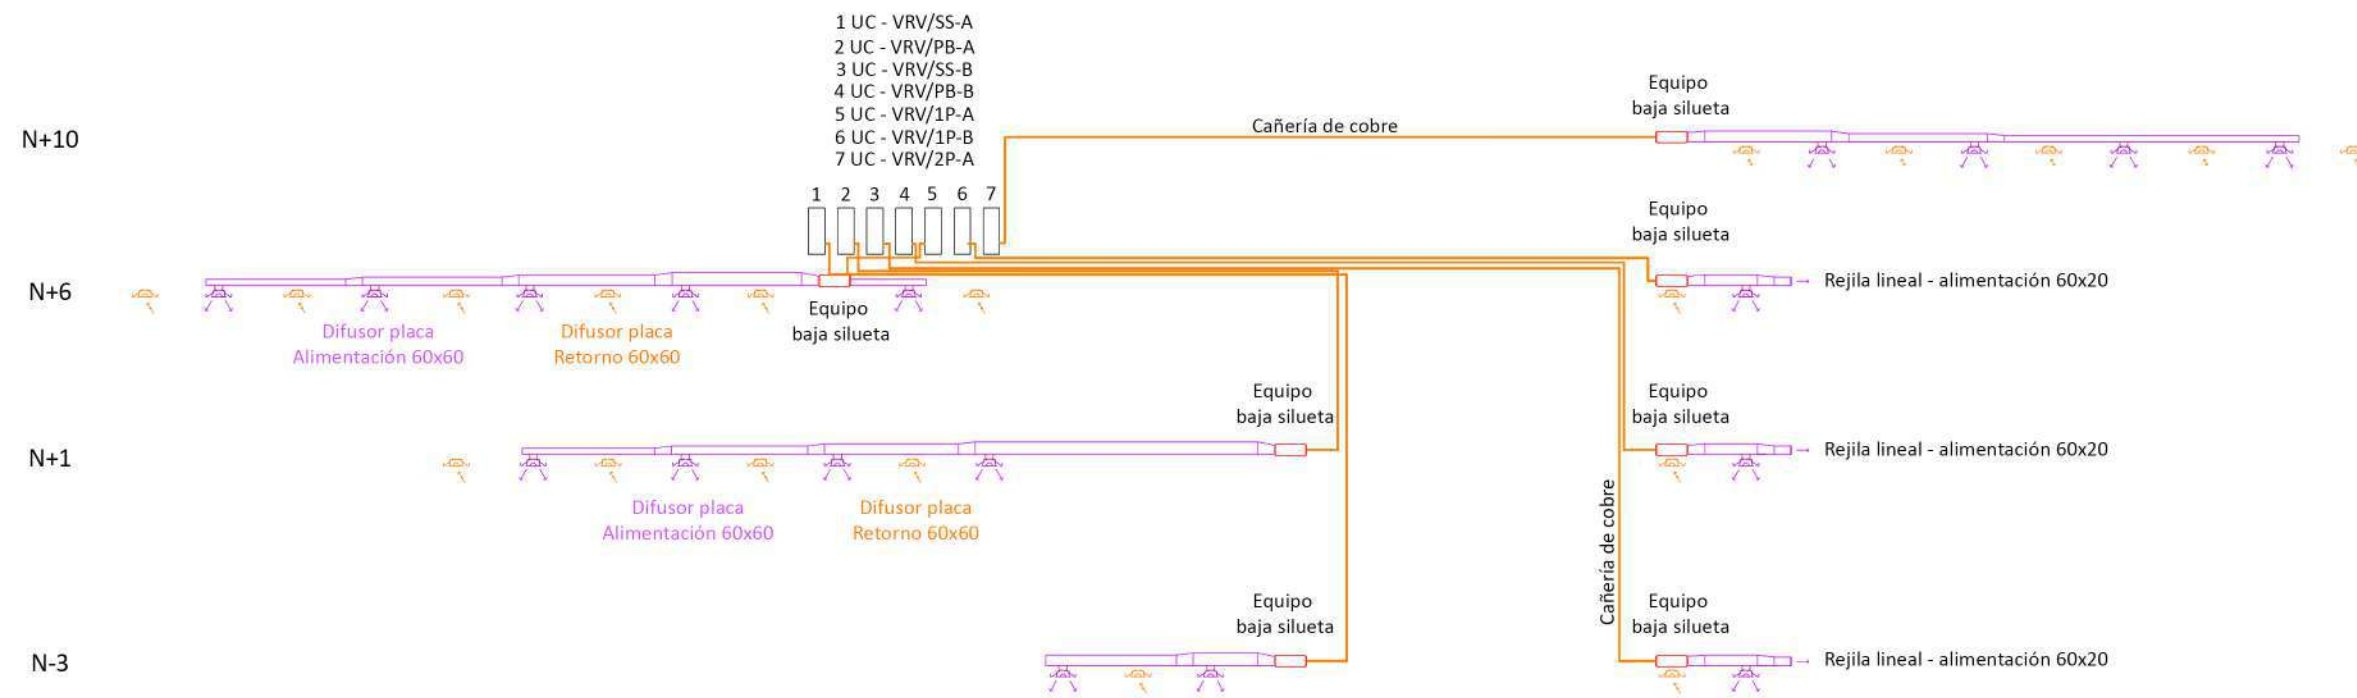 1 UC - VRV/SS-A
2 UC - VRV/PB-A
3 UC - VRV/SS-B
4 UC - VRV/PB-B
5 UC - VRV/1P-A
6 UC - VRV/1P-B
7 UC - VRV/2P-A
Equipo
baja silueta
Cañería de cobre
N+10
1 2 3 4 5 6 7
Equipo
baja silueta
N+6
Rejila lineal - alimentación 60x20
Equipo
baja silueta
Difusor placa
Alimentación 60x60
Difusor placa
Retorno 60x60
Equipo
baja silueta
Equipo
baja silueta
N+1
Rejila lineal - alimentación 60x20
Difusor placa
Alimentación 60x60
Difusor placa
Retorno 60x60
Cañería de cobre
Equipo
baja silueta
Equipo
baja silueta
N-3
Rejila lineal - alimentación 60x20